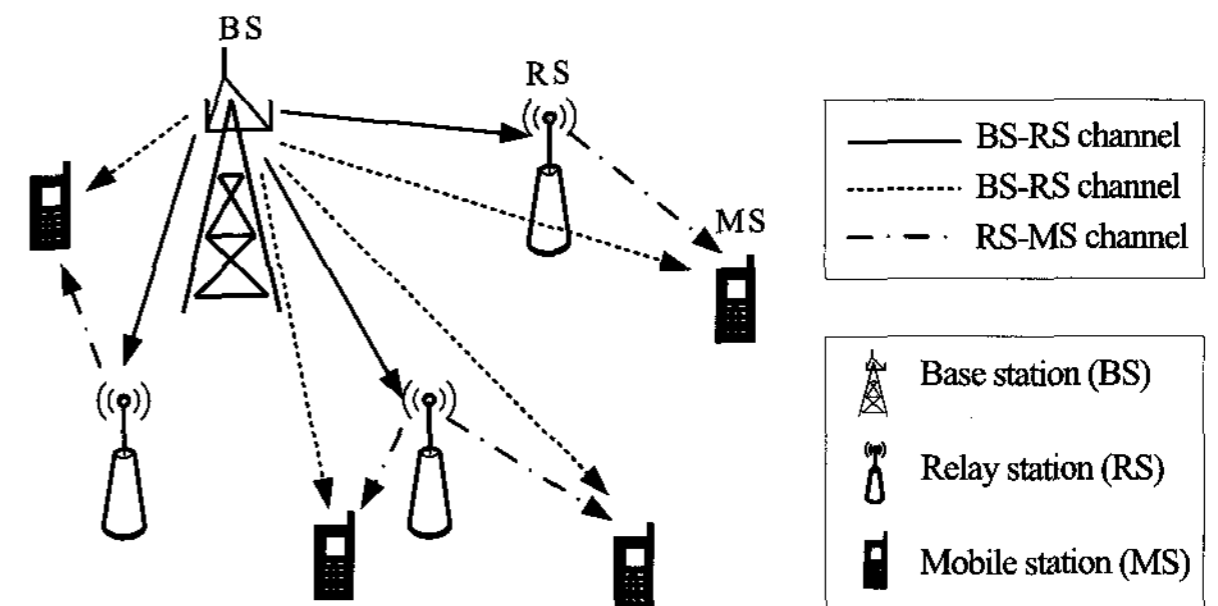 BS
RS
MS
BS-RS channel
BS-RS channel
RS-MS channel
Base station (BS)
Relay station (RS)
Mobile station (MS)